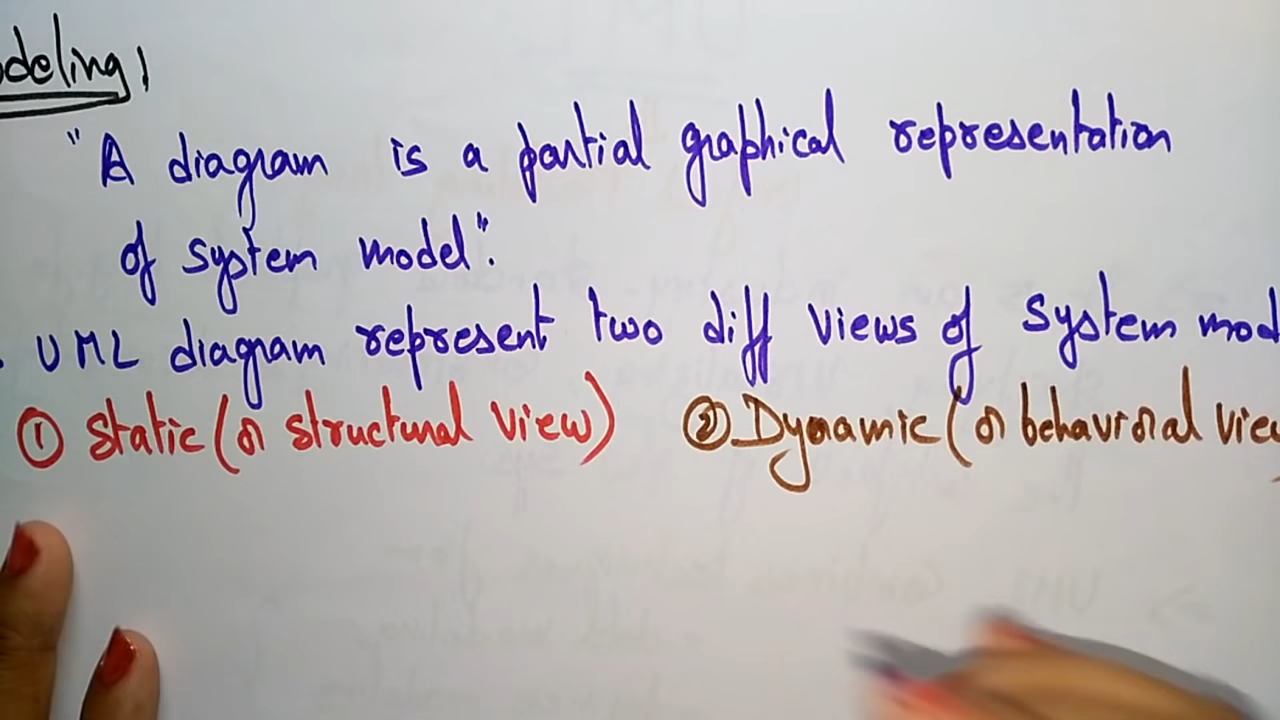 odeling:
"A diagram is a partial graphical representation
of system model".
. UML diagram represent two diff views of system mod
① Static (or structural view) ② Dynamic (or behavioral view